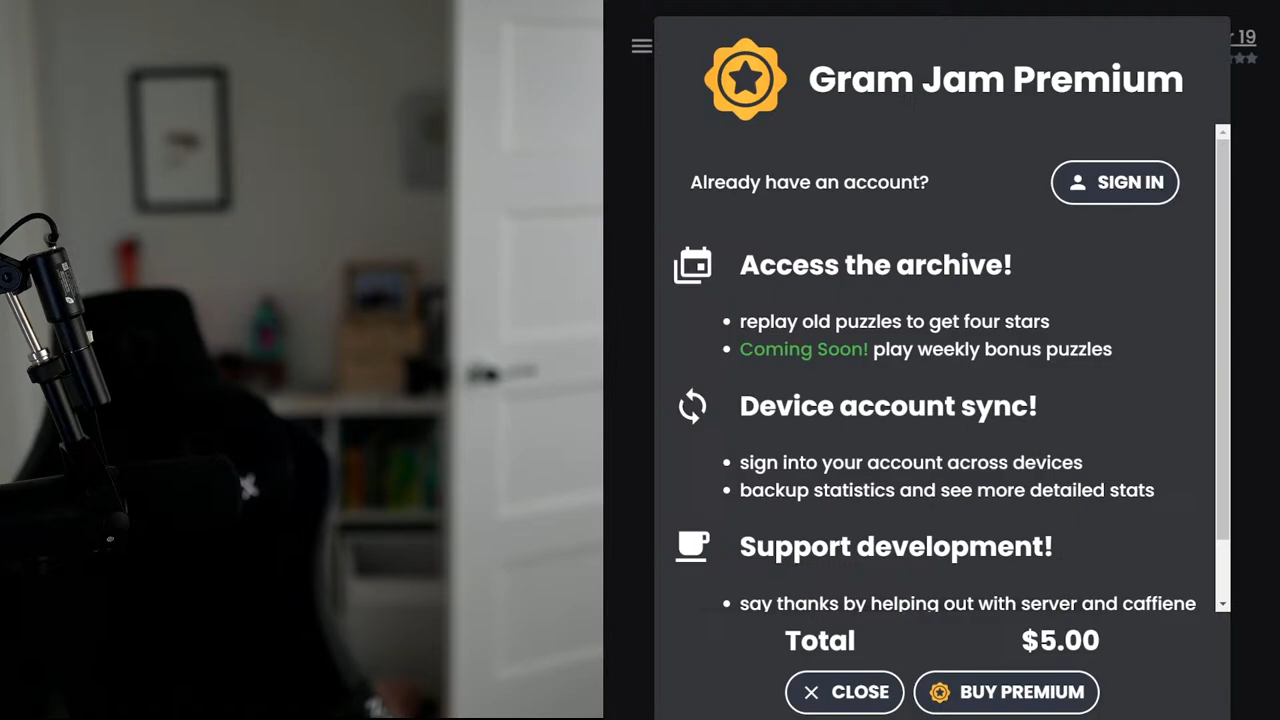 r 19
Gram Jam Premium
Already have an account?
SIGN IN
Access the archive!
replay old puzzles to get four stars
Coming Soon! play weekly bonus puzzles
Device account sync!
sign into your account across devices
backup statistics and see more detailed stats
Support development!
say thanks by helping out with server and caffiene
Total $5.00
CLOSE
BUY PREMIUM